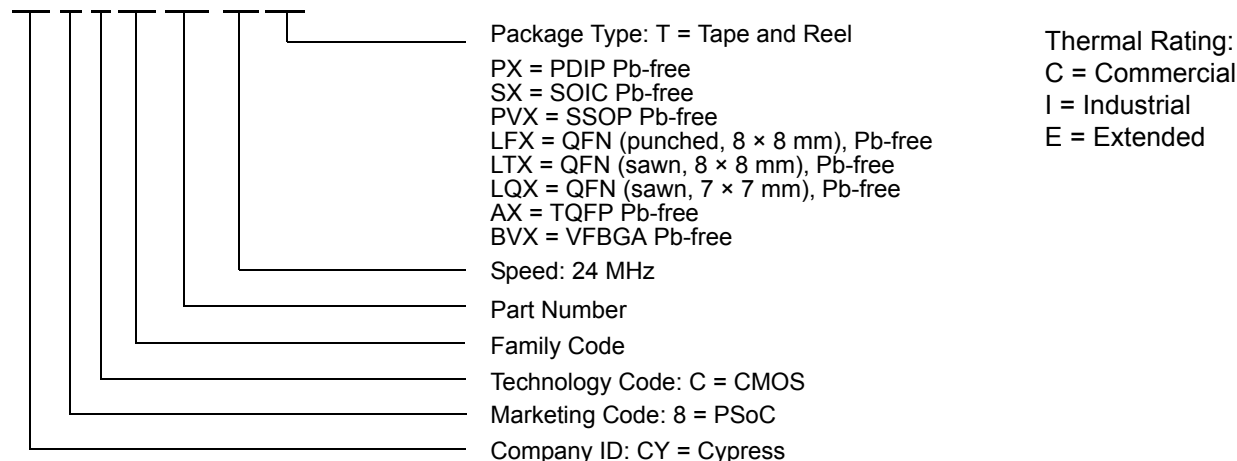 Package Type: T = Tape and Reel
PX = PDIP Pb-free
SX = SOIC Pb-free
PVX = SSOP Pb-free
LFX = QFN (punched, 8 × 8 mm), Pb-free
LTX = QFN (sawn, 8 × 8 mm), Pb-free
LQX = QFN (sawn, 7 × 7 mm), Pb-free
AX = TQFP Pb-free
BVX = VFBGA Pb-free
Speed: 24 MHz
Part Number
Family Code
Technology Code: C = CMOS
Marketing Code: 8 = PSoC
Company ID: CY = Cypress
Thermal Rating:
C = Commercial
I = Industrial
E = Extended